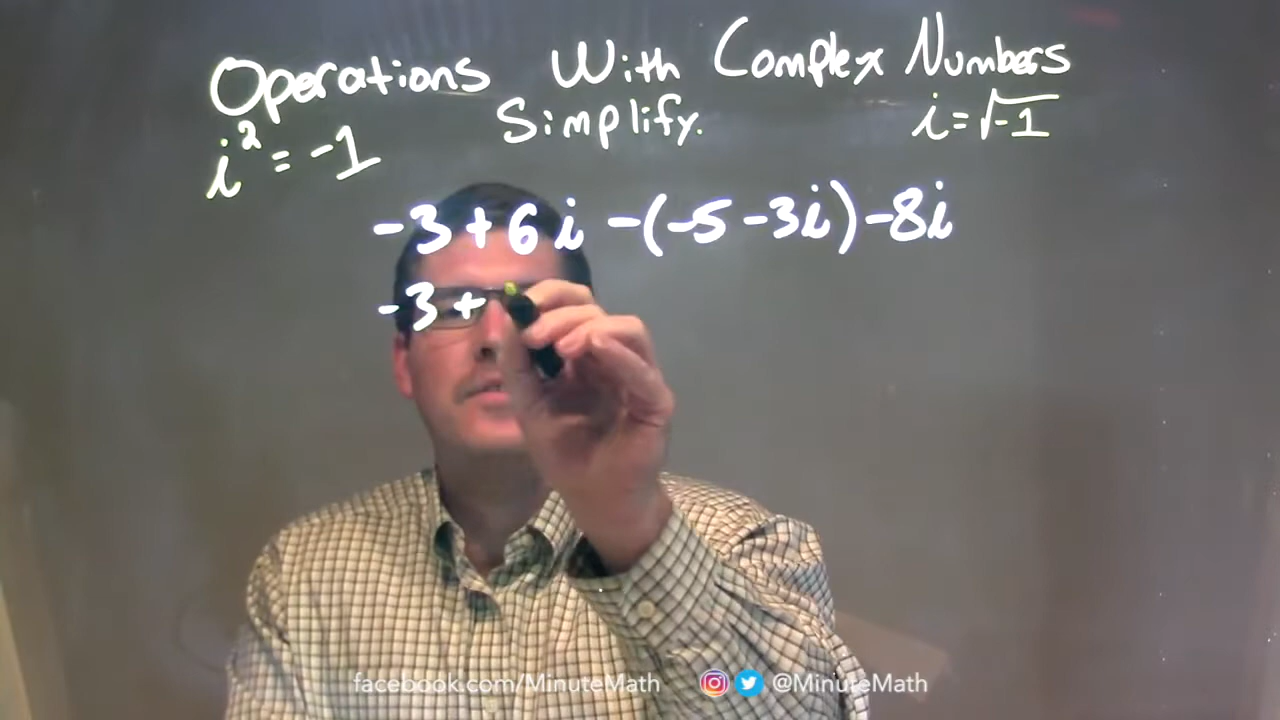 Operations With Complex Numbers
i² = -1 Simplify. i = √-1
-3 + 6i - (-5 - 3i) - 8i
-3 +
facebook.com/MinuteMath @MinuteMath